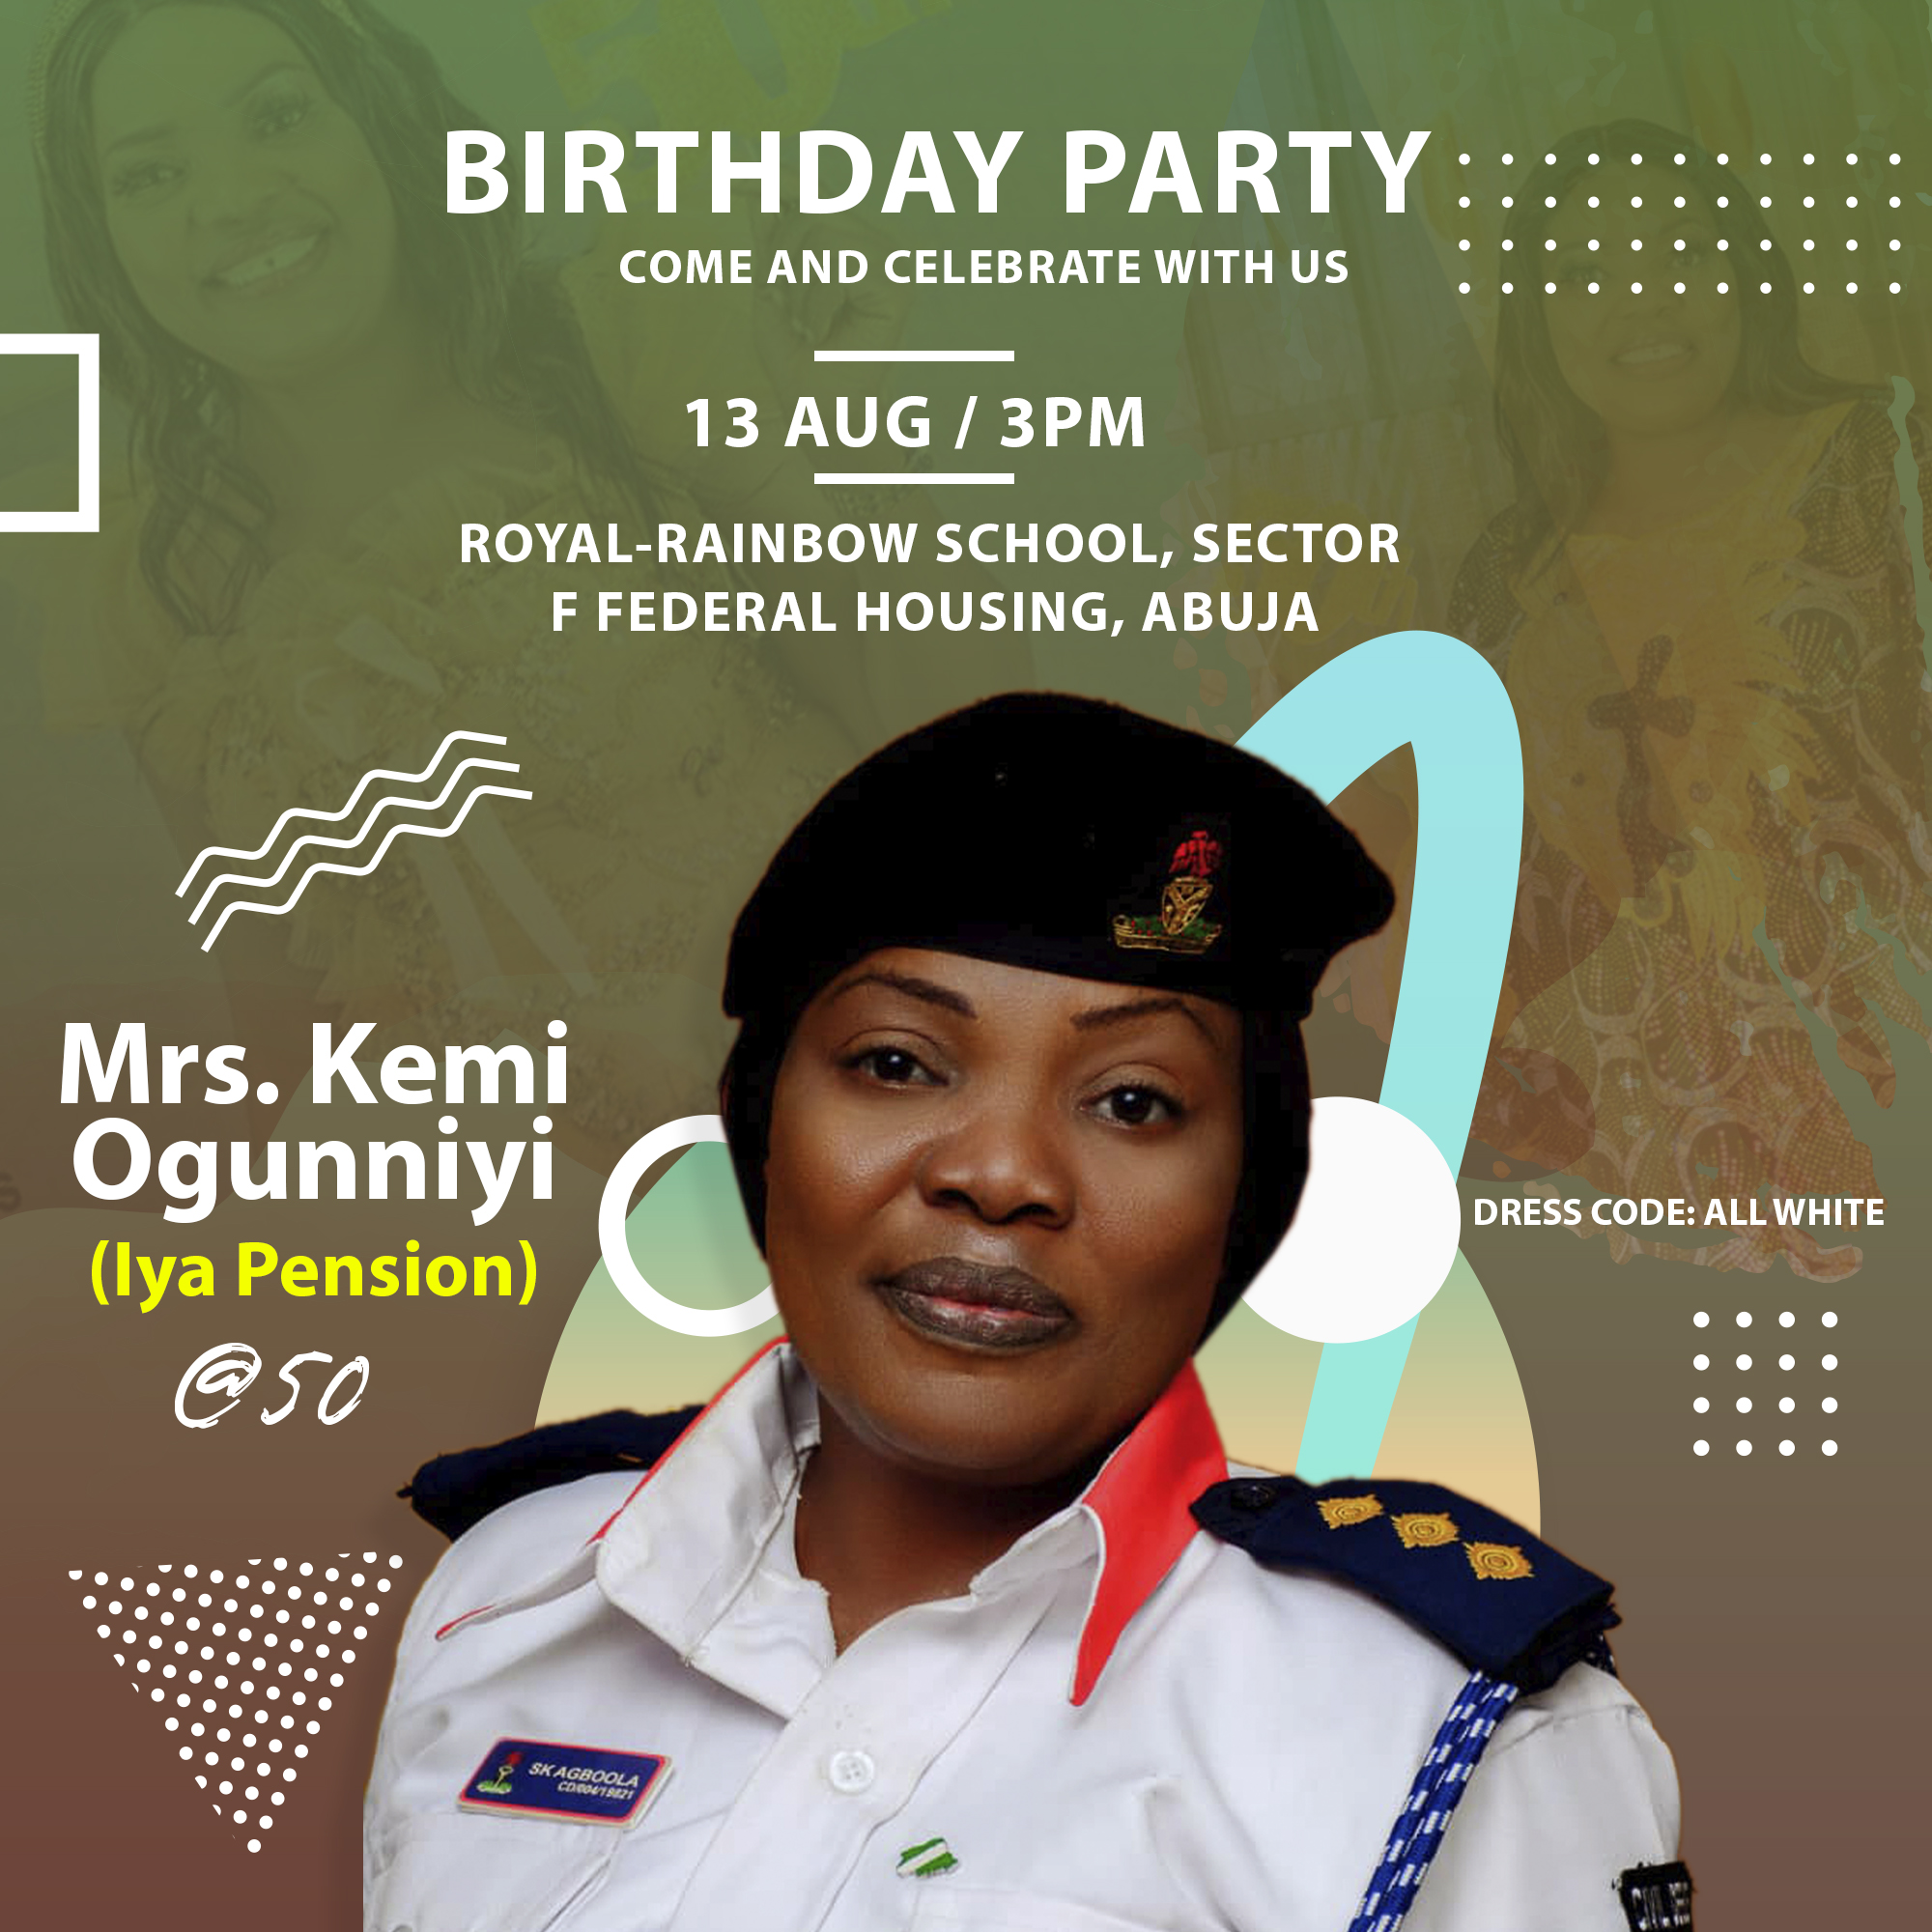 BIRTHDAY PARTY
COME AND CELEBRATE WITH US
13 AUG / 3PM
ROYAL-RAINBOW SCHOOL, SECTOR
F FEDERAL HOUSING, ABUJA
Mrs. Kemi
Ogunniyi
(Iya Pension)
@50
DRESS CODE: ALL WHITE
SK AGBOOLA
CIVIL